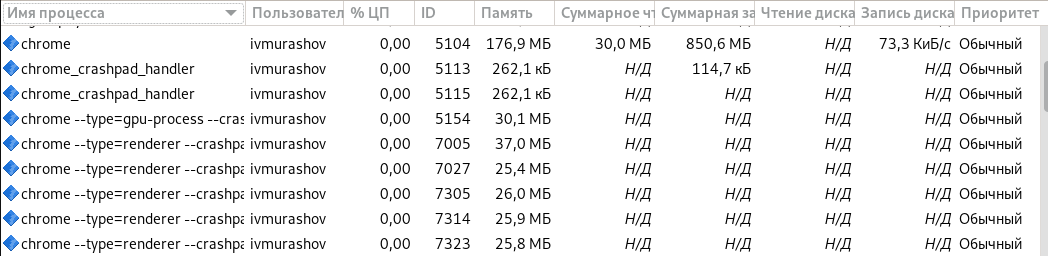 Имя процесса Пользовател % ЦП ID Память Суммарное чт Суммарная за Чтение диска Запись диска Приоритет
chrome ivmurashov 0,00 5104 176,9 МБ 30,0 МБ 850,6 МБ Н/Д 73,3 КиБ/с Обычный
chrome_crashpad_handler ivmurashov 0,00 5113 262,1 кБ Н/Д 114,7 кБ Н/Д Н/Д Обычный
chrome_crashpad_handler ivmurashov 0,00 5115 262,1 кБ Н/Д Н/Д Н/Д Н/Д Обычный
chrome --type=gpu-process --cras ivmurashov 0,00 5154 30,1 МБ Н/Д Н/Д Н/Д Н/Д Обычный
chrome --type=renderer --crashpa ivmurashov 0,00 7005 37,0 МБ Н/Д Н/Д Н/Д Н/Д Обычный
chrome --type=renderer --crashpa ivmurashov 0,00 7027 25,4 МБ Н/Д Н/Д Н/Д Н/Д Обычный
chrome --type=renderer --crashpa ivmurashov 0,00 7305 26,0 МБ Н/Д Н/Д Н/Д Н/Д Обычный
chrome --type=renderer --crashpa ivmurashov 0,00 7314 25,9 МБ Н/Д Н/Д Н/Д Н/Д Обычный
chrome --type=renderer --crashpa ivmurashov 0,00 7323 25,8 МБ Н/Д Н/Д Н/Д Н/Д Обычный